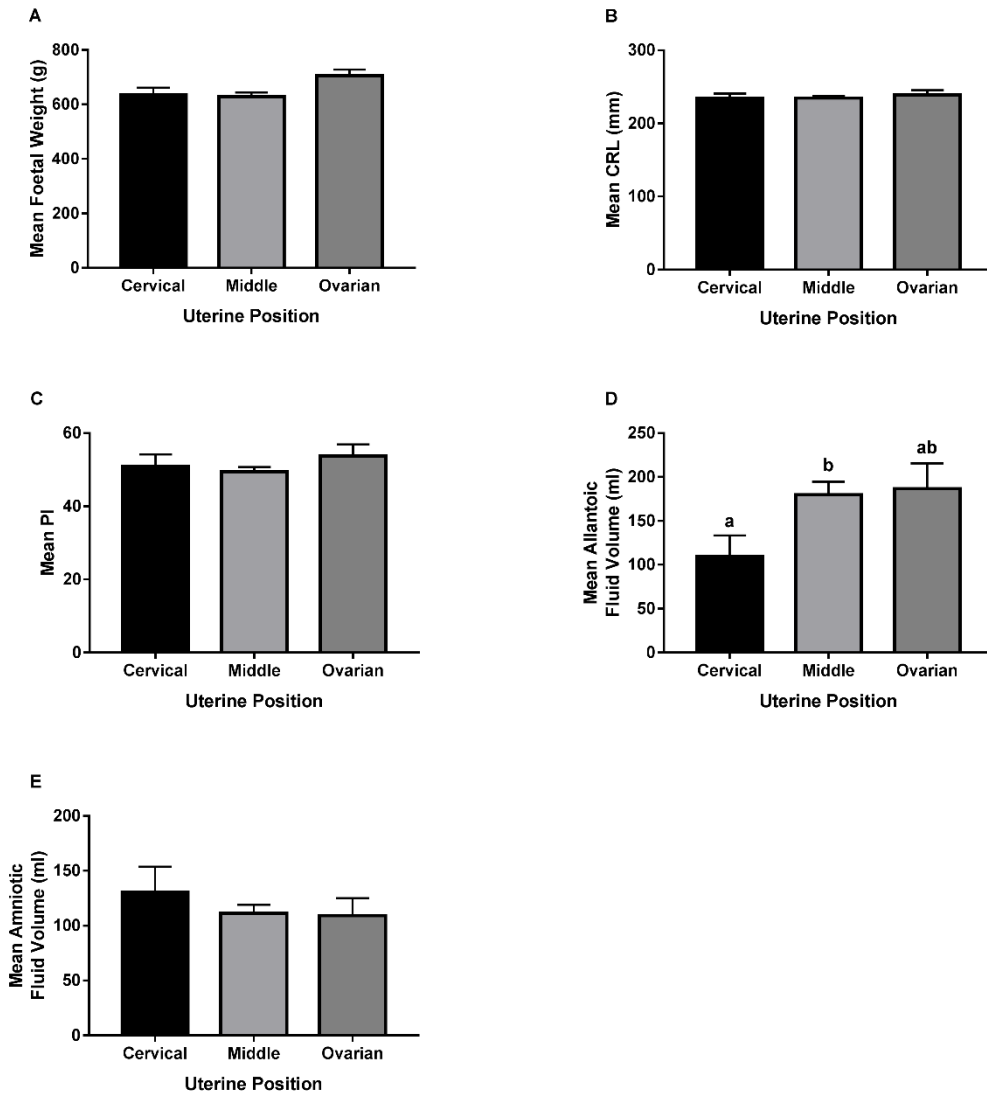 A
Mean Foetal Weight (g)
800
600
400
200
0
Cervical Middle Ovarian
Uterine Position
B
Mean CRL (mm)
300
200
100
0
Cervical Middle Ovarian
Uterine Position
C
Mean PI
60
40
20
0
Cervical Middle Ovarian
Uterine Position
D
Mean Allantoic
Fluid Volume (ml)
250
200
150
100
50
0
a
b
ab
Cervical Middle Ovarian
Uterine Position
E
Mean Amniotic
Fluid Volume (ml)
200
150
100
50
0
Cervical Middle Ovarian
Uterine Position